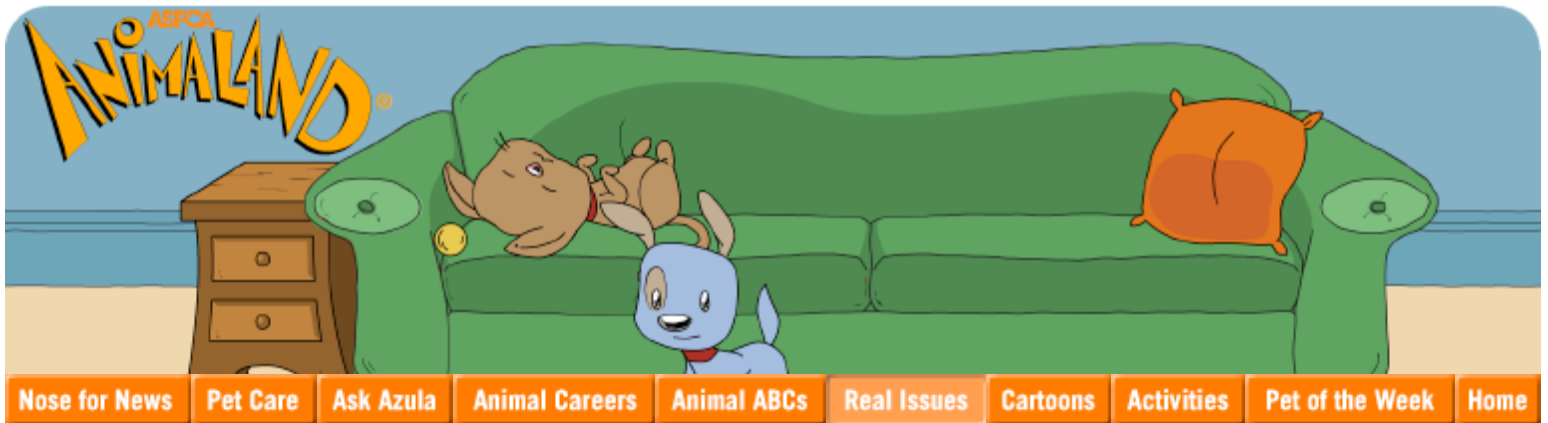 ASPCA
ANIMALAND®
Nose for News Pet Care Ask Azula Animal Careers Animal ABCs Real Issues Cartoons Activities Pet of the Week Home